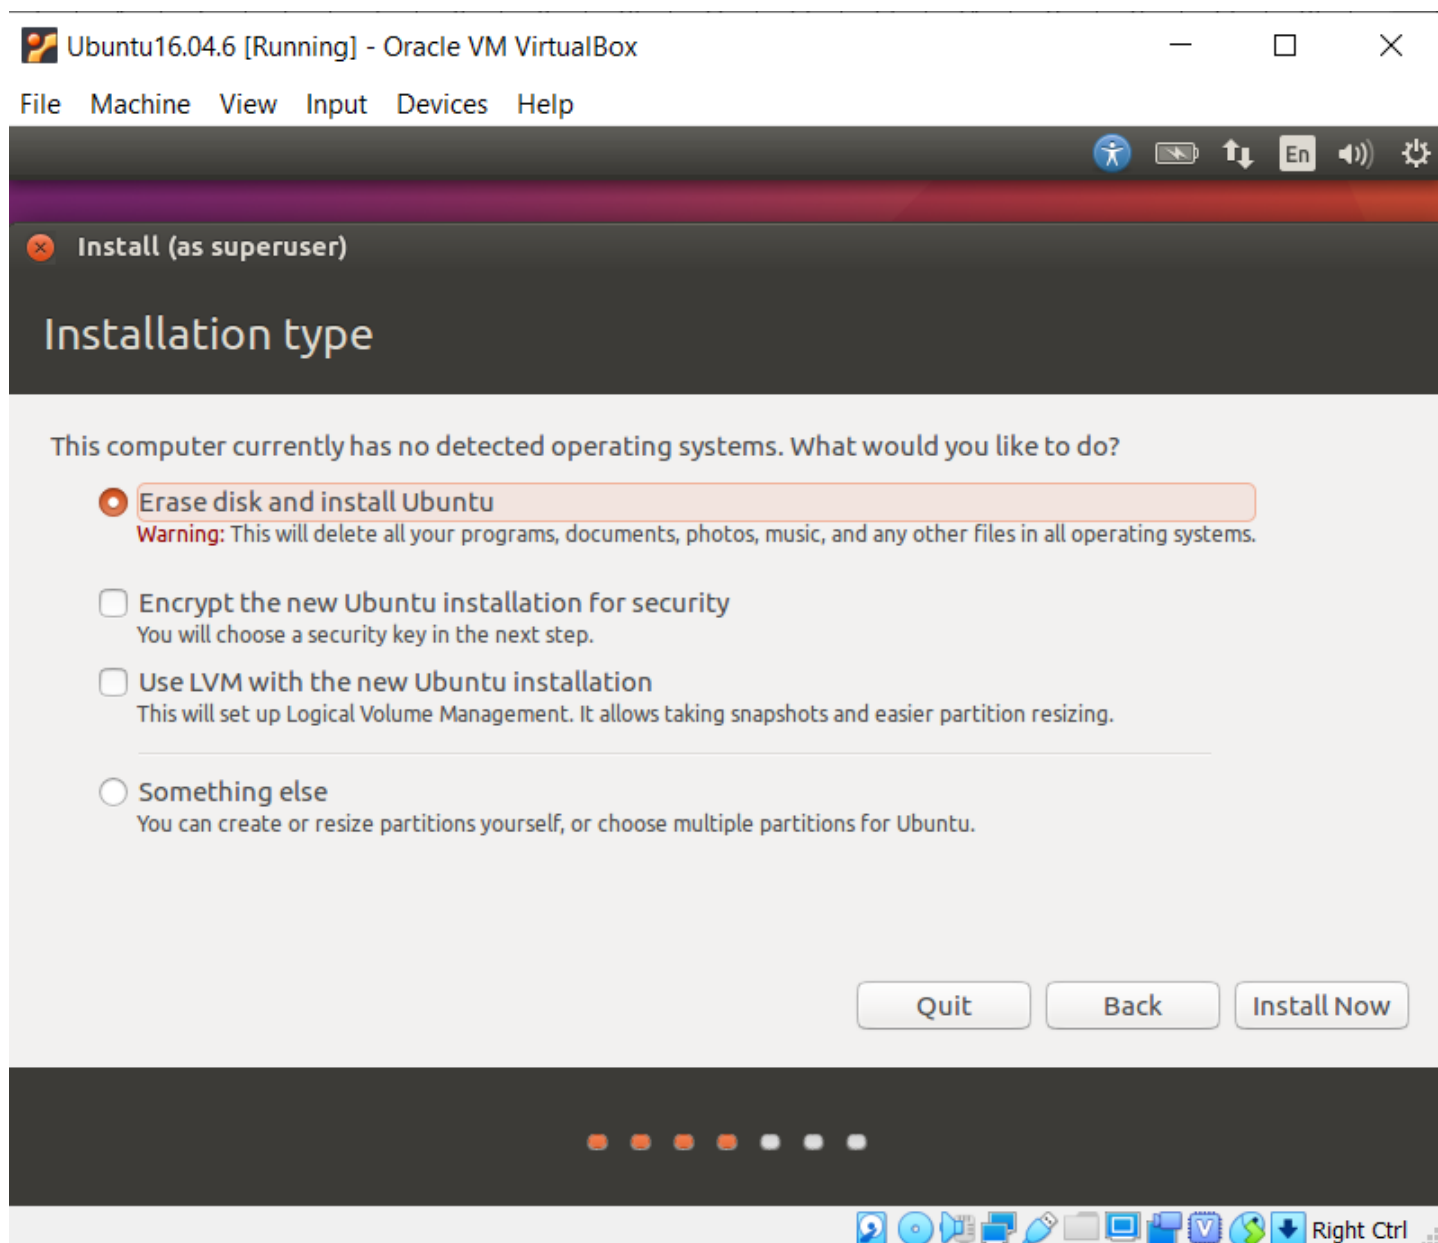 Ubuntu16.04.6 [Running] - Oracle VM VirtualBox
File Machine View Input Devices Help
En
Install (as superuser)
Installation type
This computer currently has no detected operating systems. What would you like to do?
Erase disk and install Ubuntu
Warning: This will delete all your programs, documents, photos, music, and any other files in all operating systems.
Encrypt the new Ubuntu installation for security
You will choose a security key in the next step.
Use LVM with the new Ubuntu installation
This will set up Logical Volume Management. It allows taking snapshots and easier partition resizing.
Something else
You can create or resize partitions yourself, or choose multiple partitions for Ubuntu.
Quit Back Install Now
V Right Ctrl